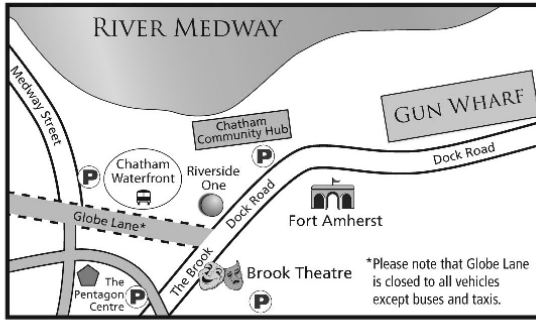 RIVER MEDWAY
Medway Street
GUN WHARF
Chatham
Community Hub
P
Dock Road
Chatham
Waterfront
P
Riverside
One
Dock Road
Fort Amherst
Globe Lane*
The Brook
Brook Theatre
*Please note that Globe Lane
is closed to all vehicles
except buses and taxis.
The
Pentagon
Centre
P
P